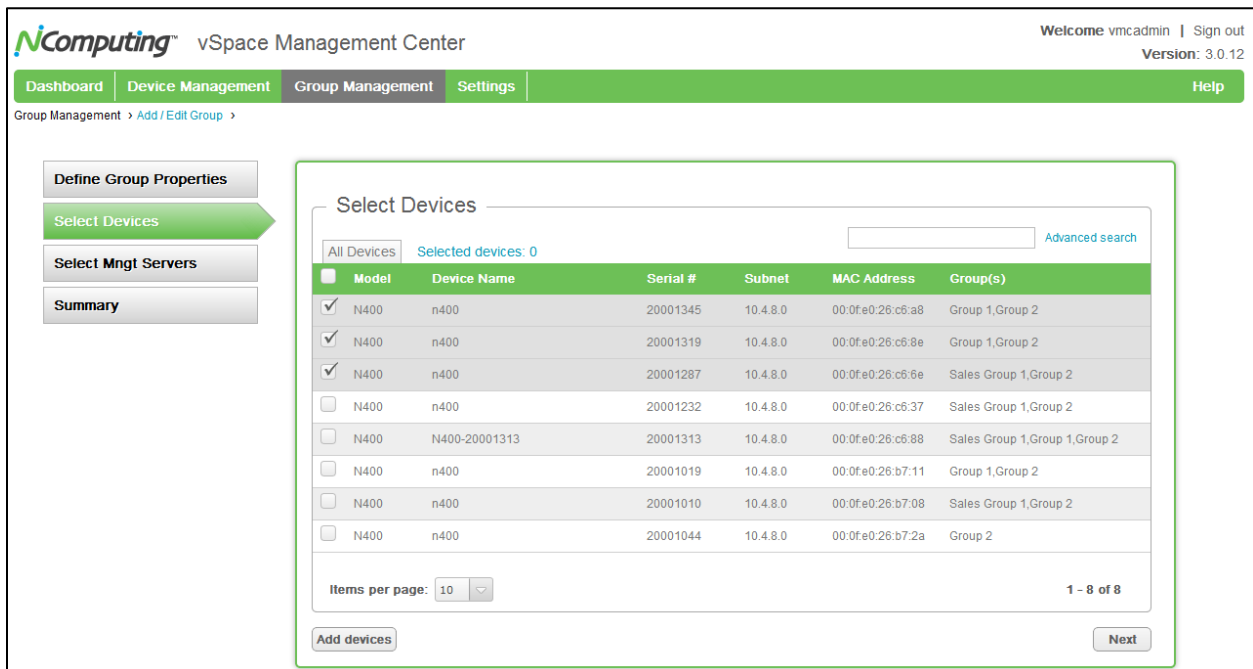 NComputing™ vSpace Management Center
Welcome vmcadmin | Sign out
Version: 3.0.12
Dashboard Device Management Group Management Settings Help
Group Management › Add / Edit Group ›
Define Group Properties
Select Devices
Select Mngt Servers
Summary
Select Devices
All Devices Selected devices: 0 Advanced search
Model Device Name Serial # Subnet MAC Address Group(s)
N400 n400 20001345 10.4.8.0 00:0f:e0:26:c6:a8 Group 1,Group 2
N400 n400 20001319 10.4.8.0 00:0f:e0:26:c6:8e Group 1,Group 2
N400 n400 20001287 10.4.8.0 00:0f:e0:26:c6:6e Sales Group 1,Group 2
N400 n400 20001232 10.4.8.0 00:0f:e0:26:c6:37 Sales Group 1,Group 2
N400 N400-20001313 20001313 10.4.8.0 00:0f:e0:26:c6:88 Sales Group 1,Group 1,Group 2
N400 n400 20001019 10.4.8.0 00:0f:e0:26:b7:11 Group 1,Group 2
N400 n400 20001010 10.4.8.0 00:0f:e0:26:b7:08 Sales Group 1,Group 2
N400 n400 20001044 10.4.8.0 00:0f:e0:26:b7:2a Group 2
Items per page: 10 1 - 8 of 8
Add devices Next